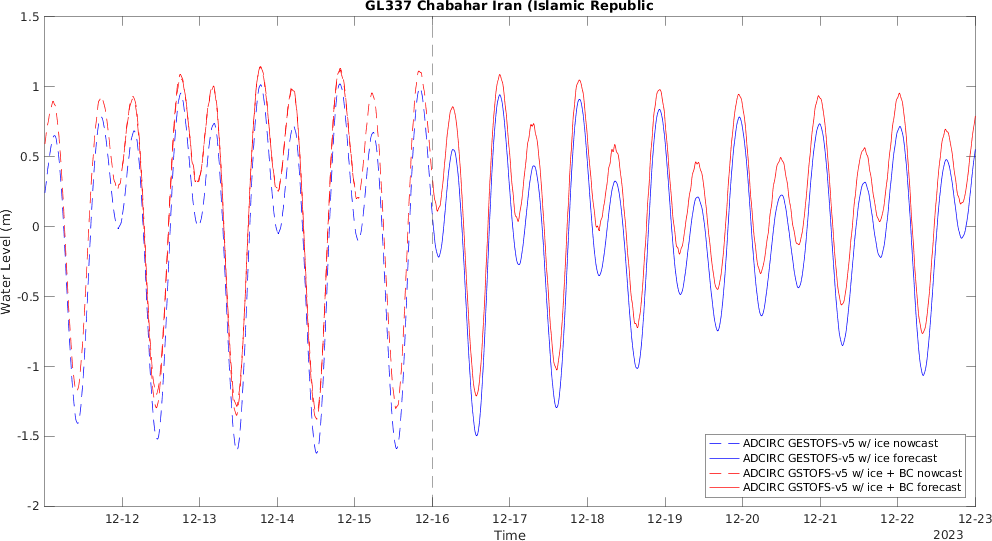 GL337 Chabahar Iran (Islamic Republic
1.5
1
0.5
0
-0.5
-1
-1.5
-2
Water Level (m)
12-12 12-13 12-14 12-15 12-16 12-17 12-18 12-19 12-20 12-21 12-22 12-23
Time
2023
ADCIRC GESTOFS-v5 w/ ice nowcast
ADCIRC GESTOFS-v5 w/ ice forecast
ADCIRC GSTOFS-v5 w/ ice + BC nowcast
ADCIRC GSTOFS-v5 w/ ice + BC forecast